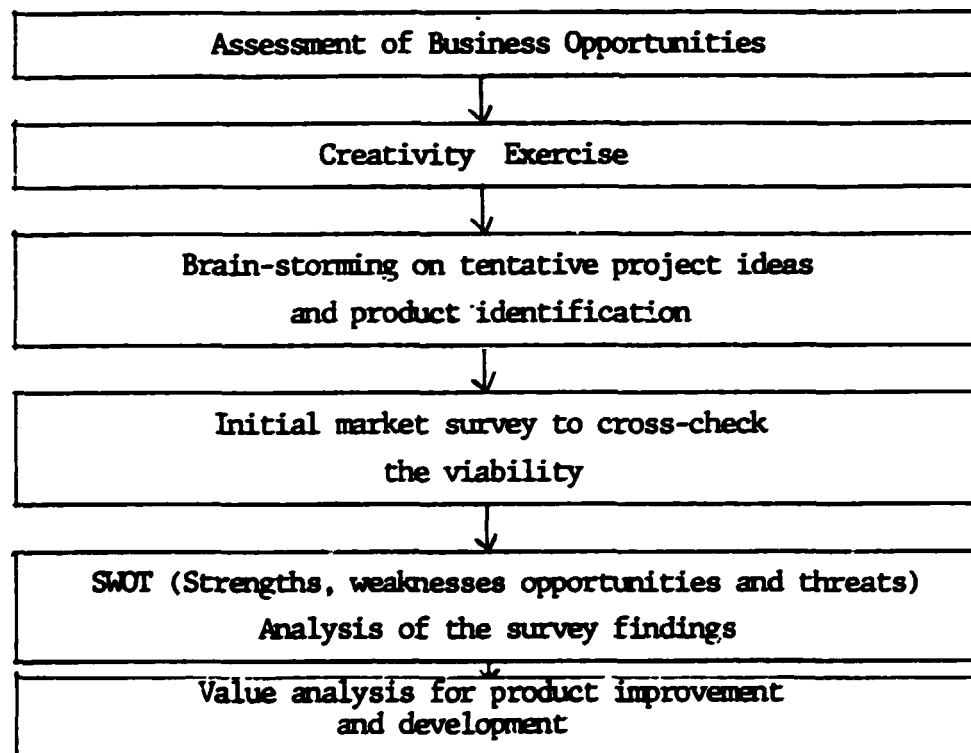 Assessment of Business Opportunities
Creativity Exercise
Brain-storming on tentative project ideas
and product identification
Initial market survey to cross-check
the viability
SWOT (Strengths, weaknesses opportunities and threats)
Analysis of the survey findings
Value analysis for product improvement
and development